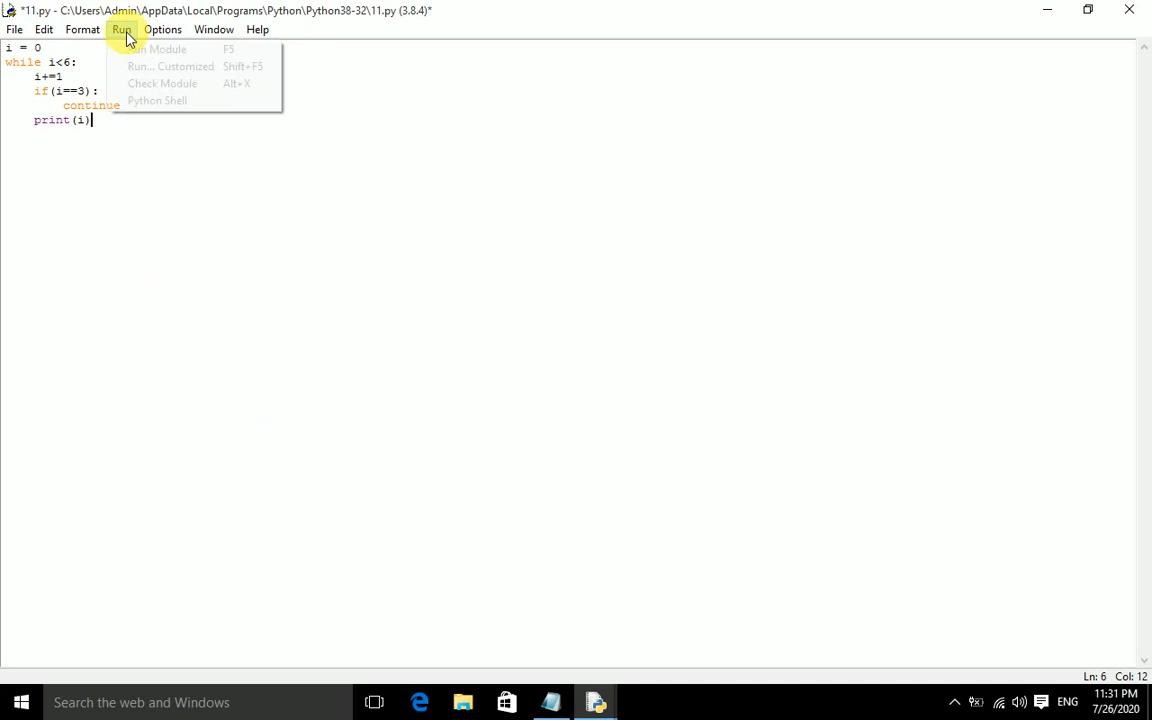 *11.py - C:\Users\Admin\AppData\Local\Programs\Python\Python38-32\11.py (3.8.4)*
File Edit Format Run Options Window Help
i = 0
while i<6:
i+=1
if(i==3):
continue
print(i)
Run Module F5
Run... Customized Shift+F5
Check Module Alt+X
Python Shell
Ln: 6 Col: 12
Search the web and Windows
ENG
11:31 PM
7/26/2020